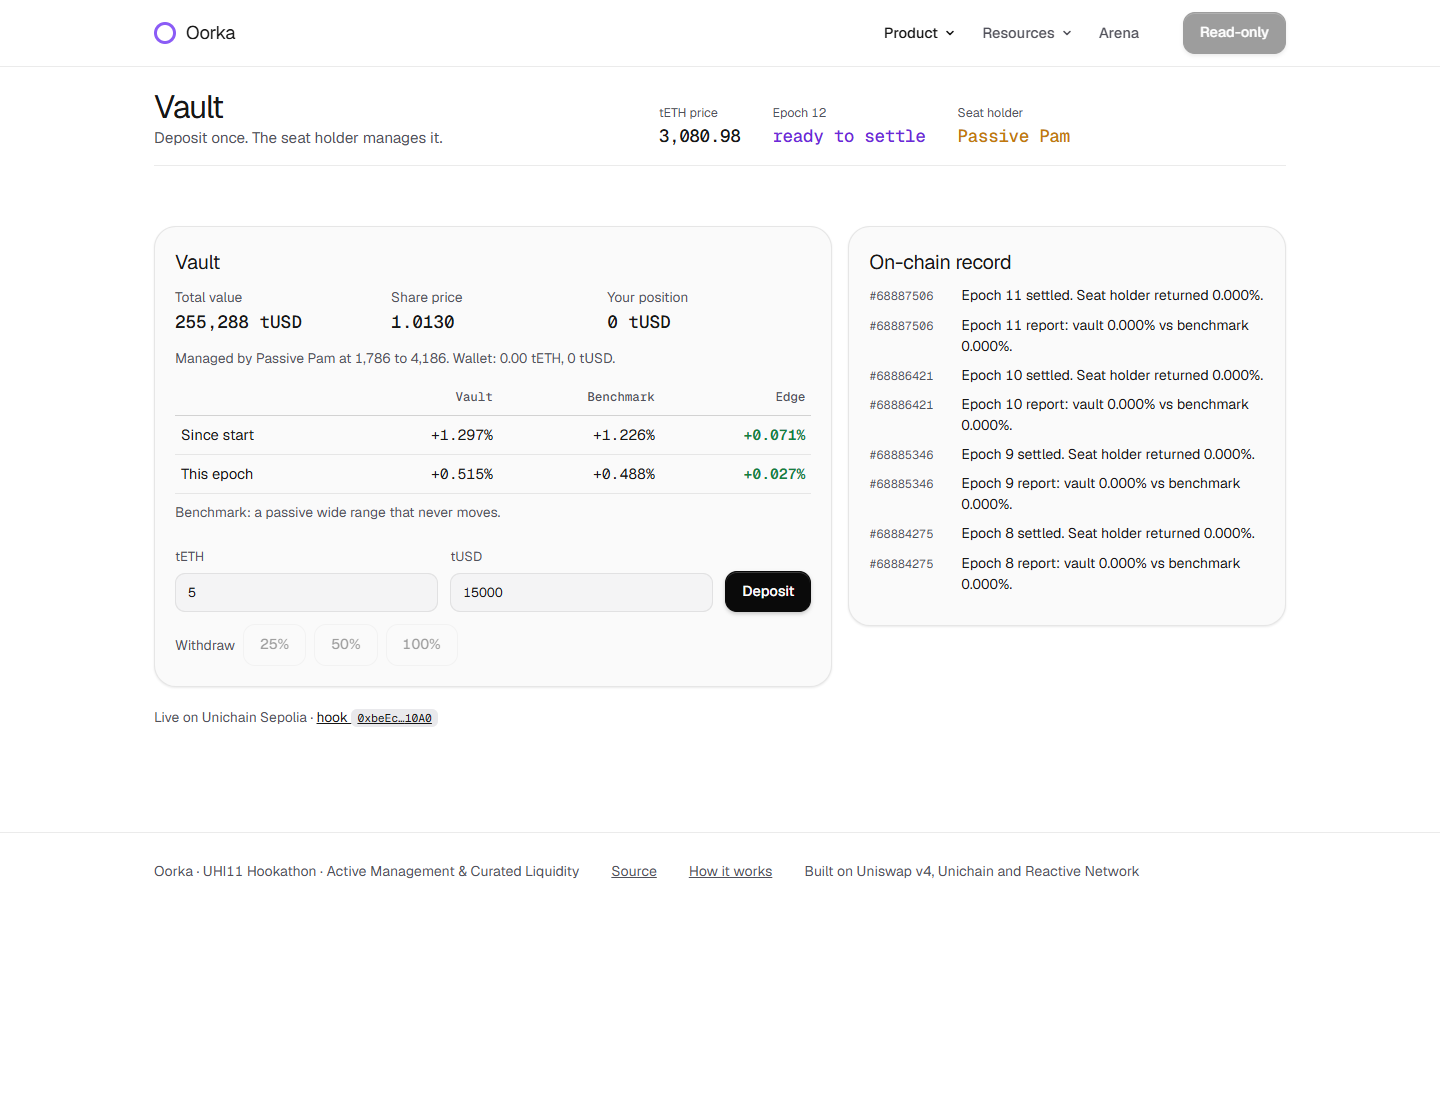 Oorka
Product
Resources
Arena
Read-only
Vault
Deposit once. The seat holder manages it.
tETH price
3,080.98
Epoch 12
ready to settle
Seat holder
Passive Pam
Vault
Total value
255,288 tUSD
Share price
1.0130
Your position
0 tUSD
Managed by Passive Pam at 1,786 to 4,186. Wallet: 0.00 tETH, 0 tUSD.
Vault Benchmark Edge
Since start +1.297% +1.226% +0.071%
This epoch +0.515% +0.488% +0.027%
Benchmark: a passive wide range that never moves.
tETH
5
tUSD
15000
Deposit
Withdraw 25% 50% 100%
Live on Unichain Sepolia · hook 0xbeEc…10A0
On-chain record
#68887506 Epoch 11 settled. Seat holder returned 0.000%.
#68887506 Epoch 11 report: vault 0.000% vs benchmark
0.000%.
#68886421 Epoch 10 settled. Seat holder returned 0.000%.
#68886421 Epoch 10 report: vault 0.000% vs benchmark
0.000%.
#68885346 Epoch 9 settled. Seat holder returned 0.000%.
#68885346 Epoch 9 report: vault 0.000% vs benchmark
0.000%.
#68884275 Epoch 8 settled. Seat holder returned 0.000%.
#68884275 Epoch 8 report: vault 0.000% vs benchmark
0.000%.
Oorka · UHI11 Hookathon · Active Management & Curated Liquidity
Source
How it works
Built on Uniswap v4, Unichain and Reactive Network